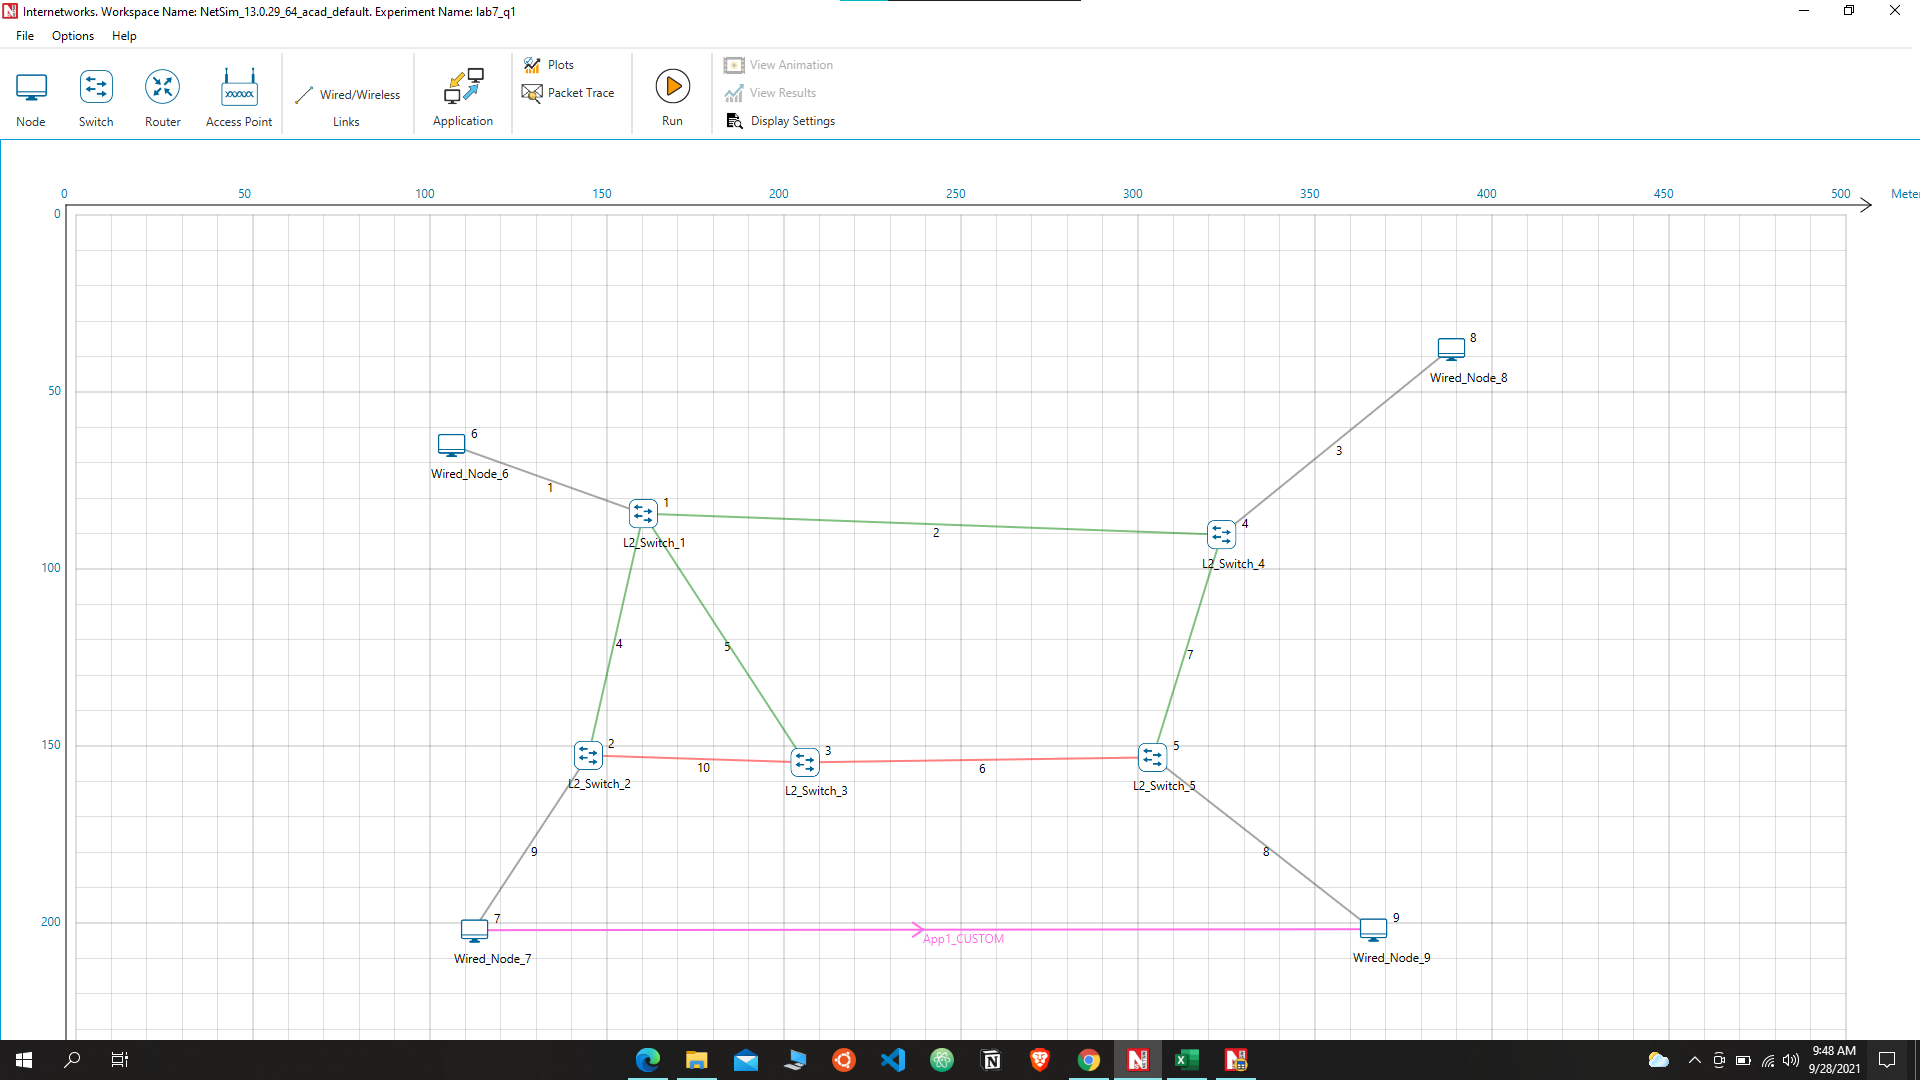 Internetworks. Workspace Name: NetSim_13.0.29_64_acad_default. Experiment Name: lab7_q1
File Options Help
Plots
View Animation
Wired/Wireless
Packet Trace
View Results
Node Switch Router Access Point Links Application Run Display Settings
0 50 100 150 200 250 300 350 400 450 500 Meter
0
8
Wired_Node_8
50
6
Wired_Node_6
3
1
1
L2_Switch_1
2
4
L2_Switch_4
100
4
5
7
150
2
L2_Switch_2
10
3
L2_Switch_3
6
5
L2_Switch_5
9
8
200
7
Wired_Node_7
App1_CUSTOM
9
Wired_Node_9
9:48 AM
9/28/2021